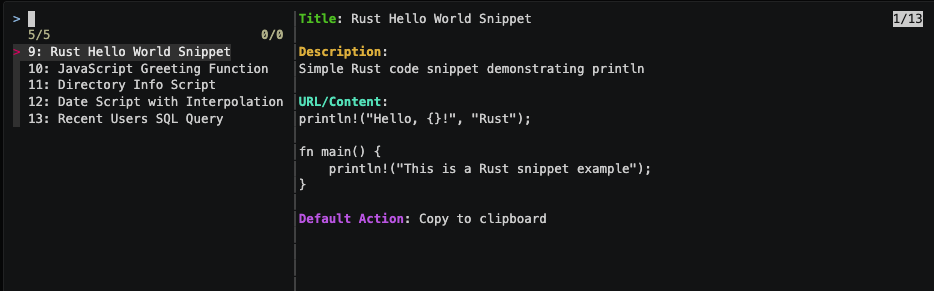 >
5/5 0/0
> 9: Rust Hello World Snippet
10: JavaScript Greeting Function
11: Directory Info Script
12: Date Script with Interpolation
13: Recent Users SQL Query
Title: Rust Hello World Snippet 1/13
Description:
Simple Rust code snippet demonstrating println
URL/Content:
println!("Hello, {}!", "Rust");
fn main() {
    println!("This is a Rust snippet example");
}
Default Action: Copy to clipboard